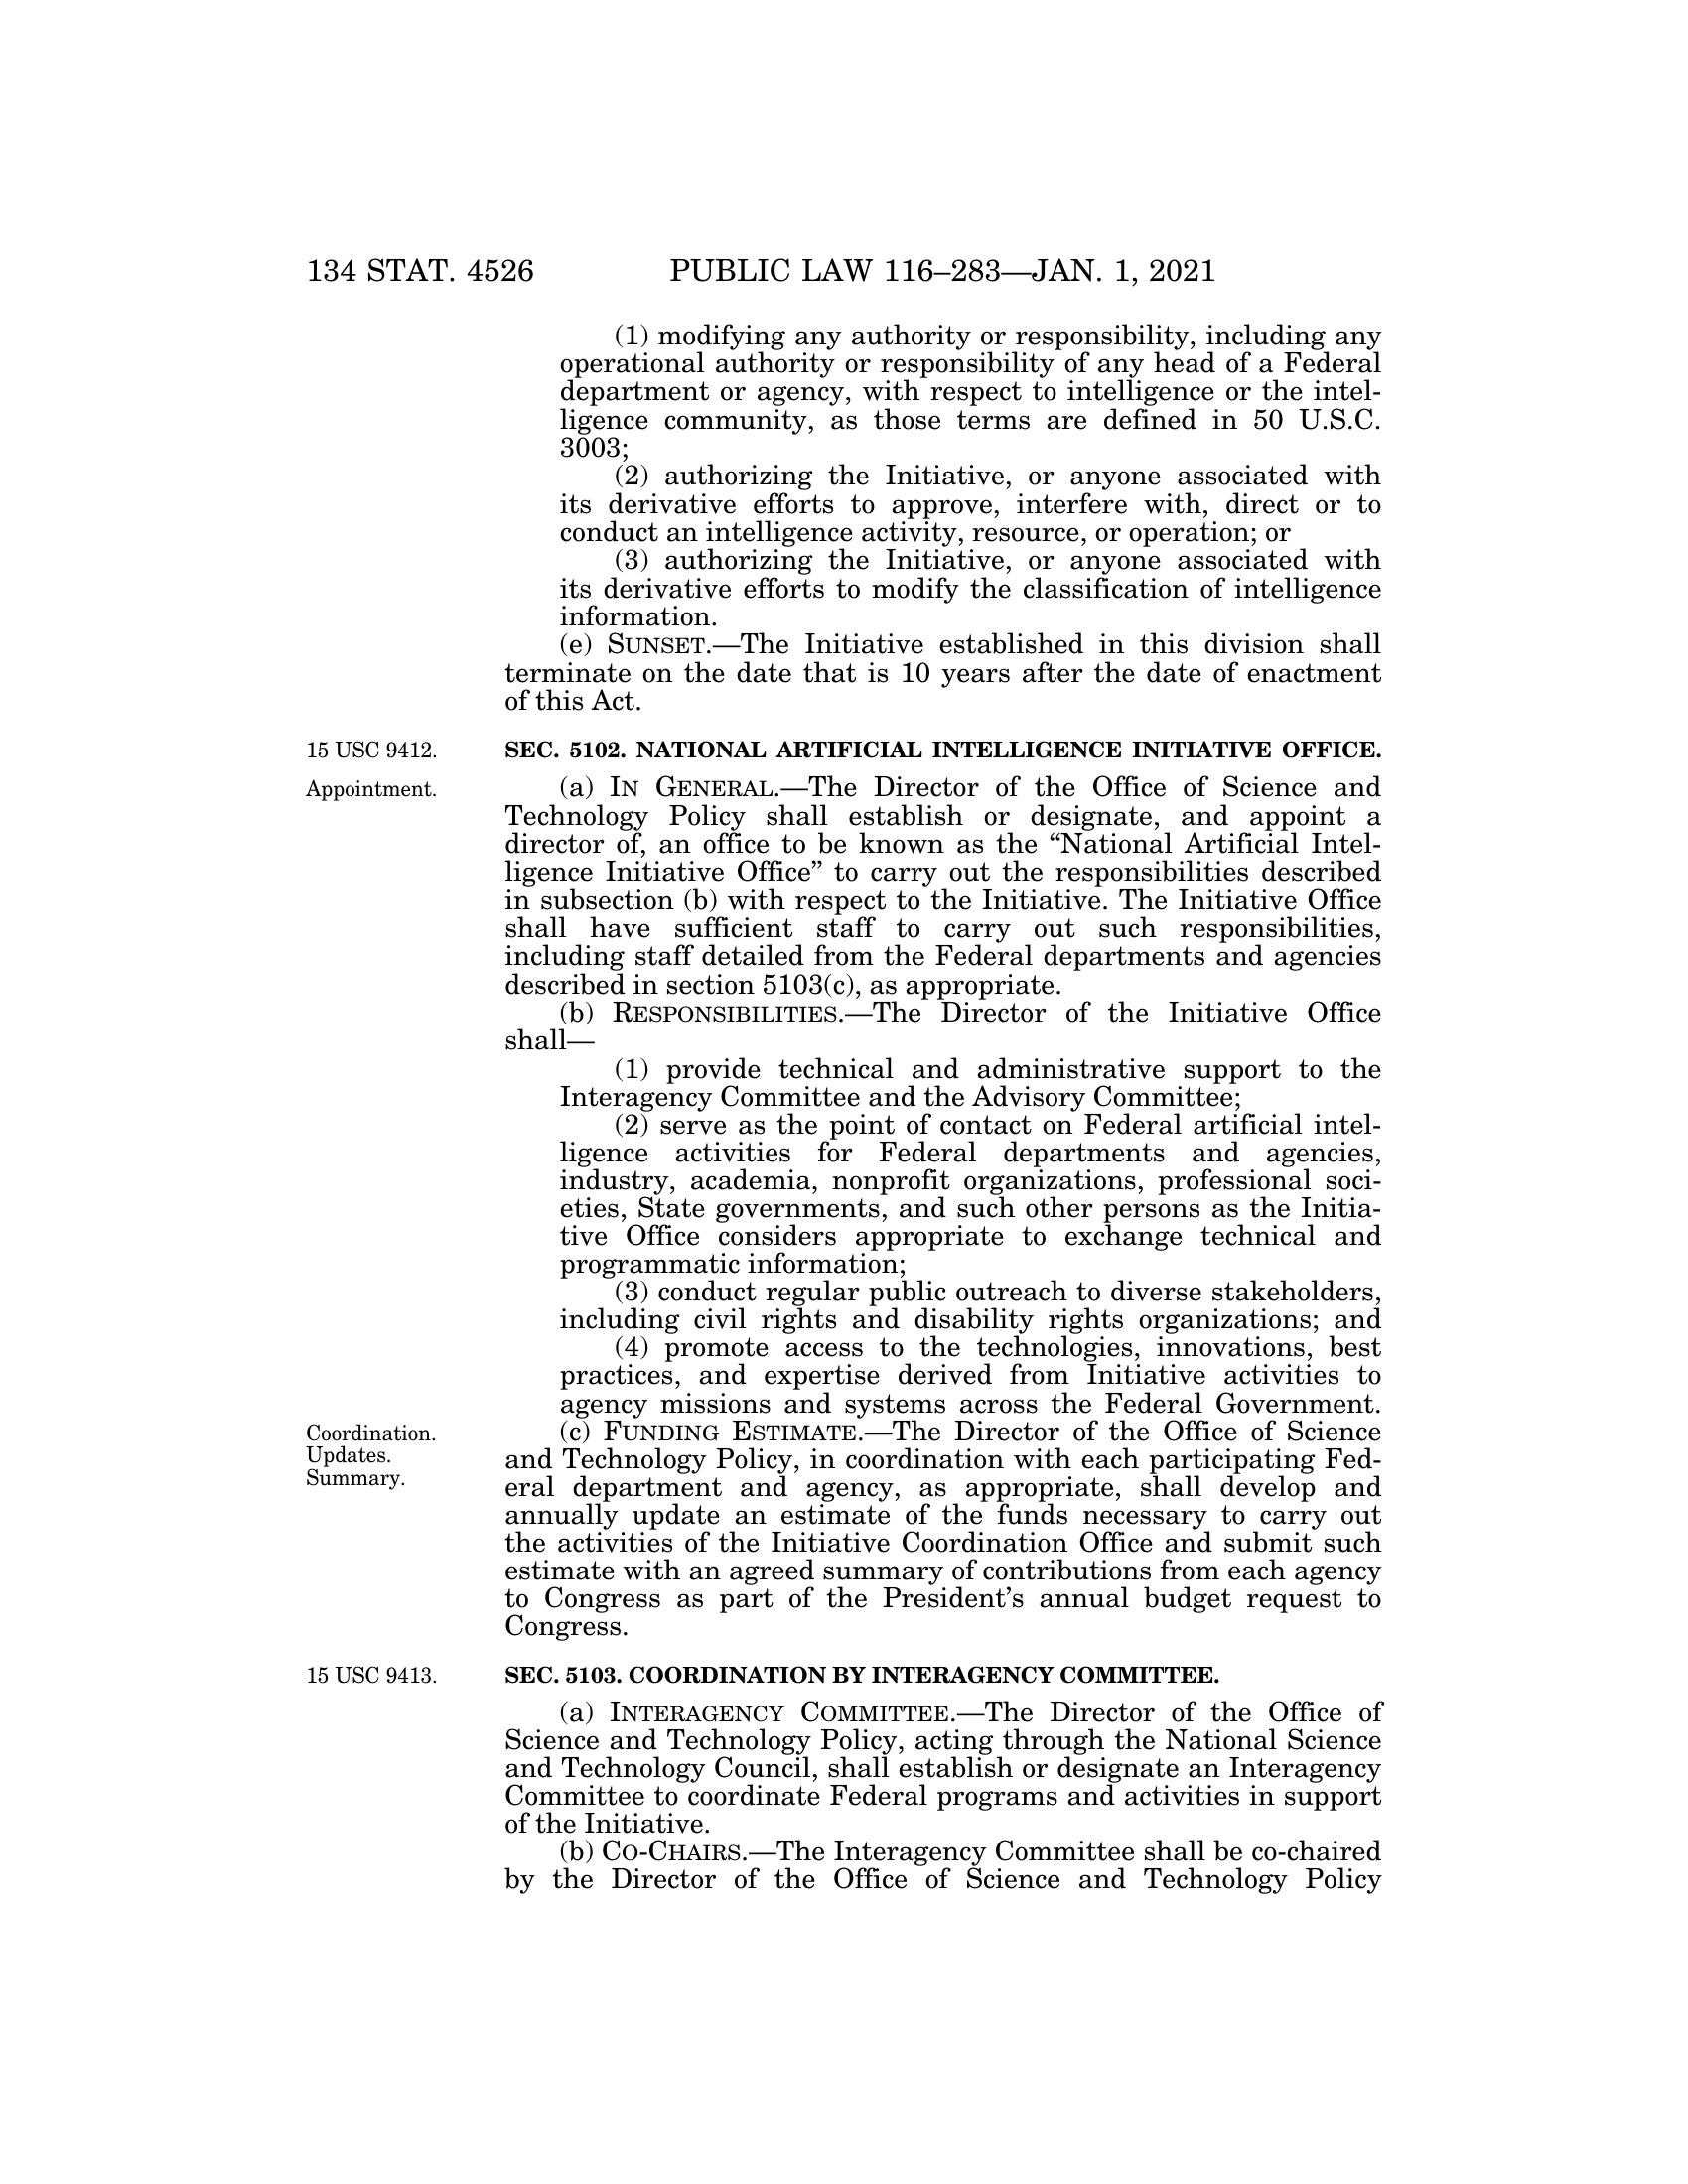 134 STAT. 4526 PUBLIC LAW 116–283—JAN. 1, 2021
(1) modifying any authority or responsibility, including any
operational authority or responsibility of any head of a Federal
department or agency, with respect to intelligence or the intel-
ligence community, as those terms are defined in 50 U.S.C.
3003;
(2) authorizing the Initiative, or anyone associated with
its derivative efforts to approve, interfere with, direct or to
conduct an intelligence activity, resource, or operation; or
(3) authorizing the Initiative, or anyone associated with
its derivative efforts to modify the classification of intelligence
information.
(e) SUNSET.—The Initiative established in this division shall
terminate on the date that is 10 years after the date of enactment
of this Act.
15 USC 9412. SEC. 5102. NATIONAL ARTIFICIAL INTELLIGENCE INITIATIVE OFFICE.
Appointment. (a) IN GENERAL.—The Director of the Office of Science and
Technology Policy shall establish or designate, and appoint a
director of, an office to be known as the “National Artificial Intel-
ligence Initiative Office” to carry out the responsibilities described
in subsection (b) with respect to the Initiative. The Initiative Office
shall have sufficient staff to carry out such responsibilities,
including staff detailed from the Federal departments and agencies
described in section 5103(c), as appropriate.
(b) RESPONSIBILITIES.—The Director of the Initiative Office
shall—
(1) provide technical and administrative support to the
Interagency Committee and the Advisory Committee;
(2) serve as the point of contact on Federal artificial intel-
ligence activities for Federal departments and agencies,
industry, academia, nonprofit organizations, professional soci-
eties, State governments, and such other persons as the Initia-
tive Office considers appropriate to exchange technical and
programmatic information;
(3) conduct regular public outreach to diverse stakeholders,
including civil rights and disability rights organizations; and
(4) promote access to the technologies, innovations, best
practices, and expertise derived from Initiative activities to
agency missions and systems across the Federal Government.
Coordination. (c) FUNDING ESTIMATE.—The Director of the Office of Science
Updates. and Technology Policy, in coordination with each participating Fed-
Summary. eral department and agency, as appropriate, shall develop and
annually update an estimate of the funds necessary to carry out
the activities of the Initiative Coordination Office and submit such
estimate with an agreed summary of contributions from each agency
to Congress as part of the President’s annual budget request to
Congress.
15 USC 9413. SEC. 5103. COORDINATION BY INTERAGENCY COMMITTEE.
(a) INTERAGENCY COMMITTEE.—The Director of the Office of
Science and Technology Policy, acting through the National Science
and Technology Council, shall establish or designate an Interagency
Committee to coordinate Federal programs and activities in support
of the Initiative.
(b) CO-CHAIRS.—The Interagency Committee shall be co-chaired
by the Director of the Office of Science and Technology Policy